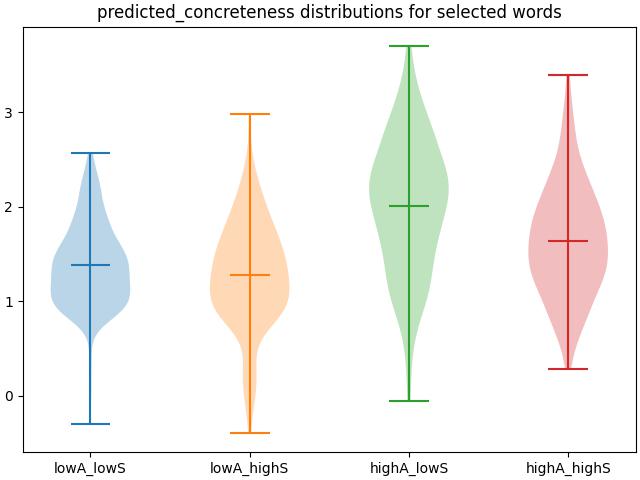 predicted_concreteness distributions for selected words
3
2
1
0
lowA_lowS
lowA_highS
highA_lowS
highA_highS